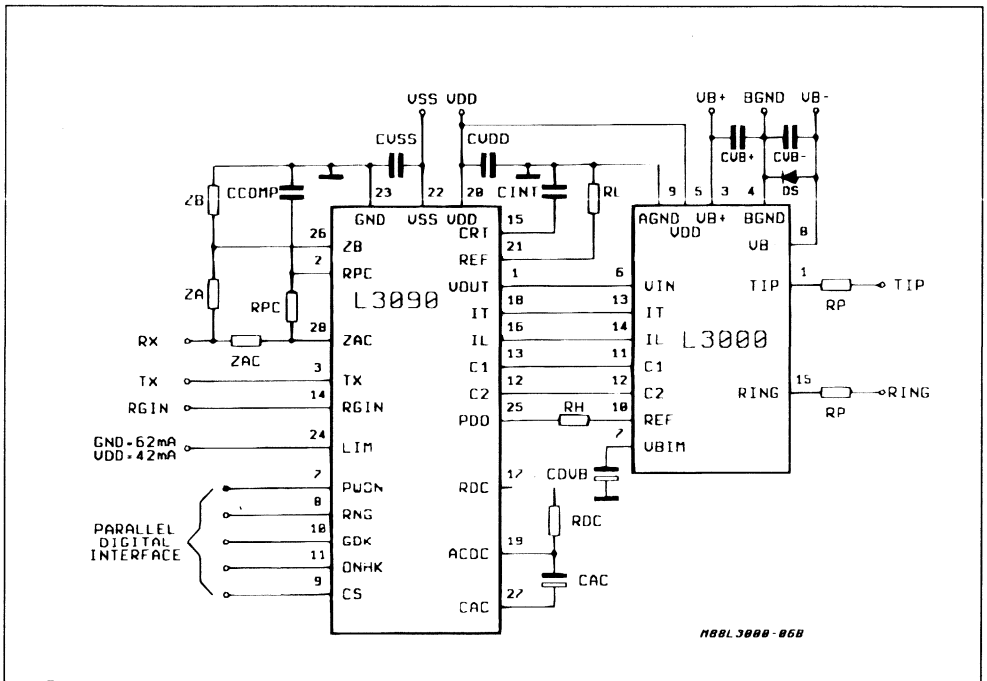 VSS VDD
VB+ BGND VB-
CVSS
CVDD
CVB+
CVB-
DS
ZB
CCOMP
23
22
20
CINT
RL
9
5
3
4
GND
VSS
VDD
15
CRT
21
REF
AGND
VDD
VB+
BGND
VB
8
26
ZB
2
RPC
L3090
ZA
RPC
28
ZAC
RX
ZAC
VOUT 1 6 VIN
IT 18 13 IT
IL 16 14 IL
C1 13 11 C1
C2 12 12 C2
PDO 25 RH 10 REF
7 VBIM
L3000
TIP 1 RP TIP
RING 15 RP RING
TX 3 TX
RGIN 14 RGIN
GND=62mA
VDD=42mA
24 LIM
CDVB
PARALLEL
DIGITAL
INTERFACE
7
8 RNG
10 GDK
11 ONHK
9 CS
RDC 17
RDC
ACDC 19
CAC 27
CAC
M88L3000-06B